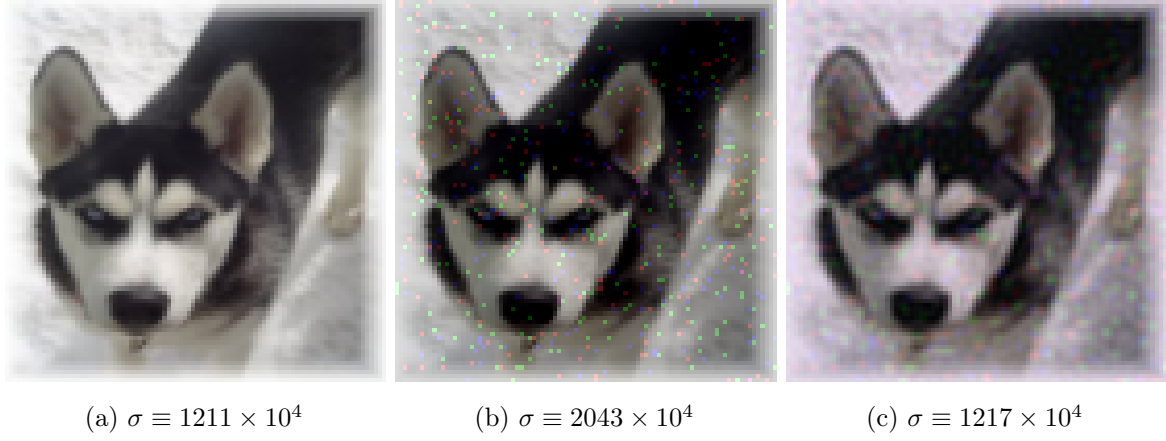 (a) σ ≡ 1211 × 10⁴ (b) σ ≡ 2043 × 10⁴ (c) σ ≡ 1217 × 10⁴